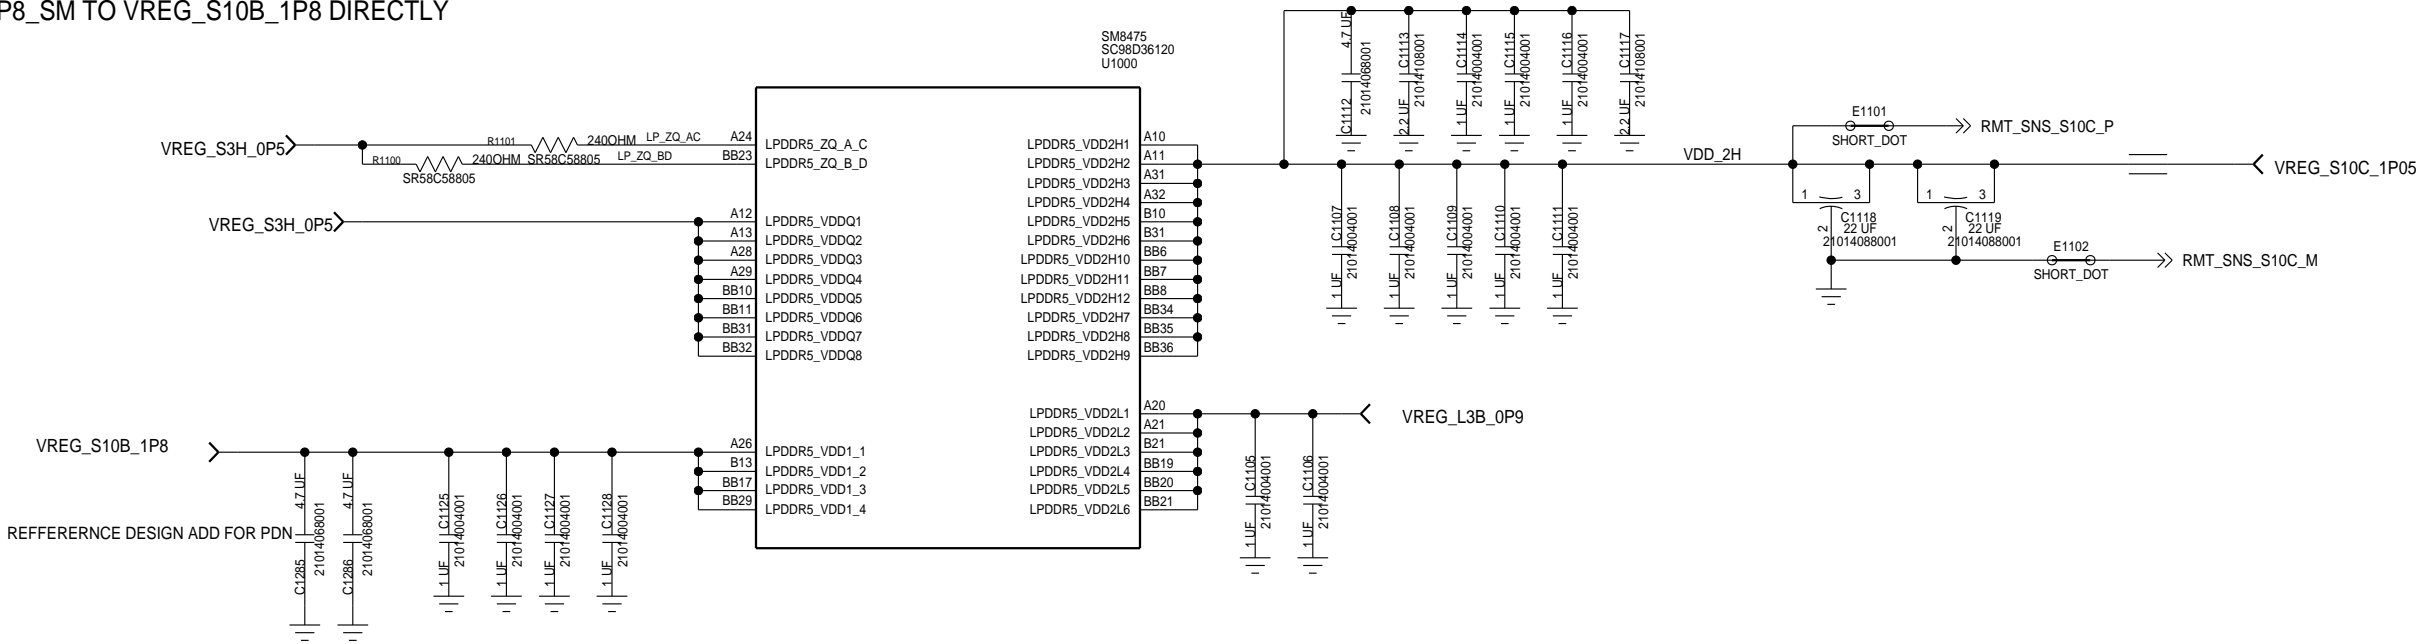 P8_SM TO VREG_S10B_1P8 DIRECTLY
SM8475
SC98D36120
U1000
VREG_S3H_0P5
R1101
240OHM
SR58C58805
LP_ZQ_AC
R1100
240OHM
SR58C58805
LP_ZQ_BD
VREG_S3H_0P5
A24 LPDDR5_ZQ_A_C
BB23 LPDDR5_ZQ_B_D
A12 LPDDR5_VDDQ1
A13 LPDDR5_VDDQ2
A28 LPDDR5_VDDQ3
A29 LPDDR5_VDDQ4
BB10 LPDDR5_VDDQ5
BB11 LPDDR5_VDDQ6
BB31 LPDDR5_VDDQ7
BB32 LPDDR5_VDDQ8
A26 LPDDR5_VDD1_1
B13 LPDDR5_VDD1_2
BB17 LPDDR5_VDD1_3
BB29 LPDDR5_VDD1_4
LPDDR5_VDD2H1 A10
LPDDR5_VDD2H2 A11
LPDDR5_VDD2H3 A31
LPDDR5_VDD2H4 A32
LPDDR5_VDD2H5 B10
LPDDR5_VDD2H6 B31
LPDDR5_VDD2H10 BB6
LPDDR5_VDD2H11 BB7
LPDDR5_VDD2H12 BB8
LPDDR5_VDD2H7 BB34
LPDDR5_VDD2H8 BB35
LPDDR5_VDD2H9 BB36
LPDDR5_VDD2L1 A20
LPDDR5_VDD2L2 A21
LPDDR5_VDD2L3 B21
LPDDR5_VDD2L4 BB19
LPDDR5_VDD2L5 BB20
LPDDR5_VDD2L6 BB21
C1112 4.7 UF
21014068001
2.2 UF C1113
21014108001
1 UF C1114
21014004001
1 UF C1115
21014004001
1 UF C1116
21014004001
2.2 UF C1117
21014108001
1 UF C1107
21014004001
1 UF C1108
21014004001
1 UF C1109
21014004001
1 UF C1110
21014004001
1 UF C1111
21014004001
VDD_2H
E1101
SHORT_DOT
RMT_SNS_S10C_P
VREG_S10C_1P05
1 3
2
C1118
22 UF
21014088001
1 3
2
C1119
22 UF
21014088001
E1102
SHORT_DOT
RMT_SNS_S10C_M
VREG_L3B_0P9
1 UF C1105
21014004001
1 UF C1106
21014004001
VREG_S10B_1P8
REFFERERNCE DESIGN ADD FOR PDN
C1285 4.7 UF
21014068001
C1286 4.7 UF
21014068001
1 UF C1125
21014004001
1 UF C1126
21014004001
1 UF C1127
21014004001
1 UF C1128
21014004001